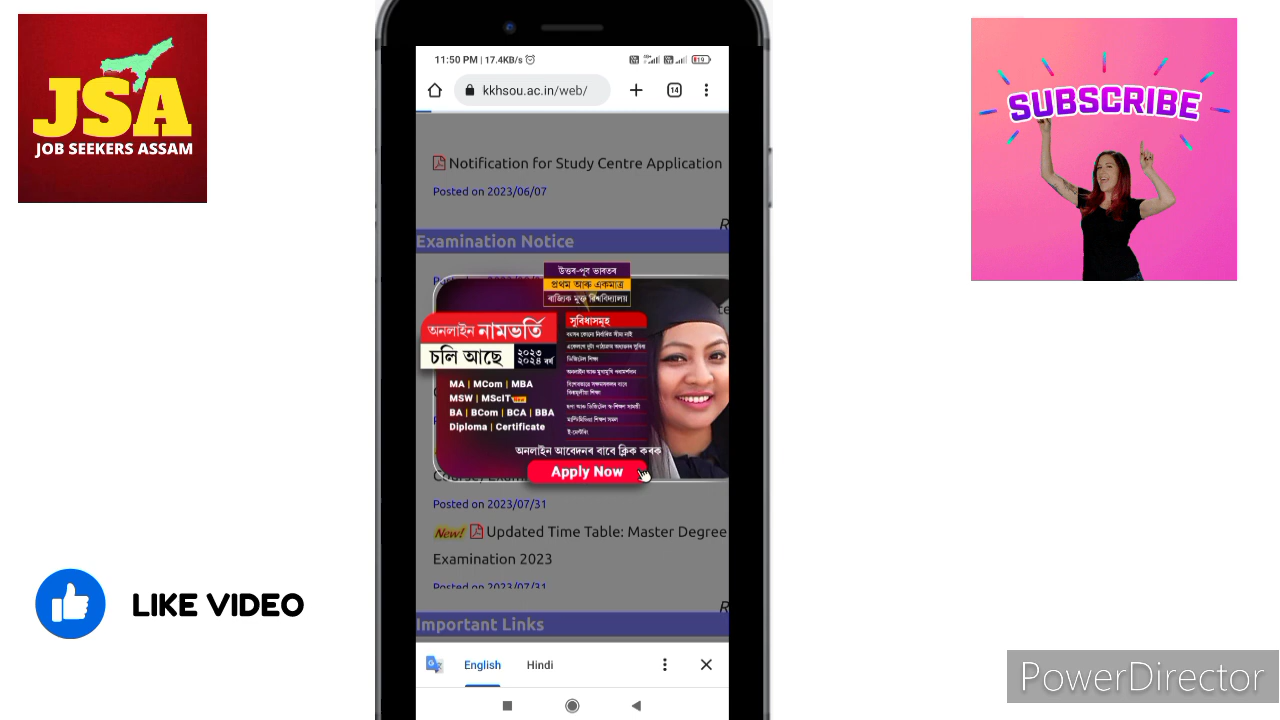 JSA
JOB SEEKERS ASSAM
SUBSCRIBE
11:50 PM | 17.4KB/s
19
kkhsou.ac.in/web/
14
Notification for Study Centre Application
Posted on 2023/06/07
Examination Notice
উত্তৰ-পূব ভাৰতৰ
প্ৰথম আৰু একমাত্ৰ
ৰাজ্যিক মুক্ত বিশ্ববিদ্যালয়
অনলাইন নামভৰ্তি
চলি আছে ২০২৩
২০২৪ বৰ্ষ
সুবিধাসমূহ
বয়সৰ কোনো নিৰ্ধাৰিত সীমা নাই
ডিজিটেল শিক্ষা
MA | MCom | MBA
MSW | MScIT New
BA | BCom | BCA | BBA
Diploma | Certificate
অনলাইন আবেদনৰ বাবে ক্লিক কৰক
Apply Now
Posted on 2023/07/31
New! Updated Time Table: Master Degree
Examination 2023
Posted on 2023/07/31
Important Links
English Hindi
LIKE VIDEO
PowerDirector